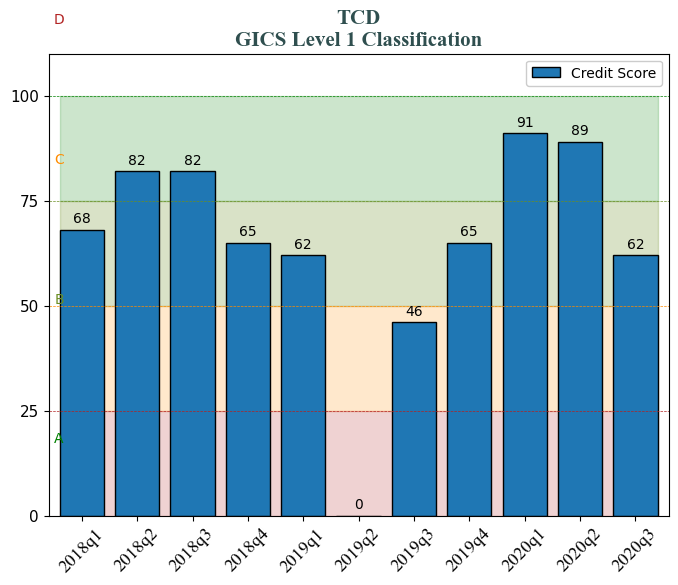 D
TCD
GICS Level 1 Classification
Credit Score
100
75
50
25
0
C
B
A
68
82
82
65
62
0
46
65
91
89
62
2018q1
2018q2
2018q3
2018q4
2019q1
2019q2
2019q3
2019q4
2020q1
2020q2
2020q3